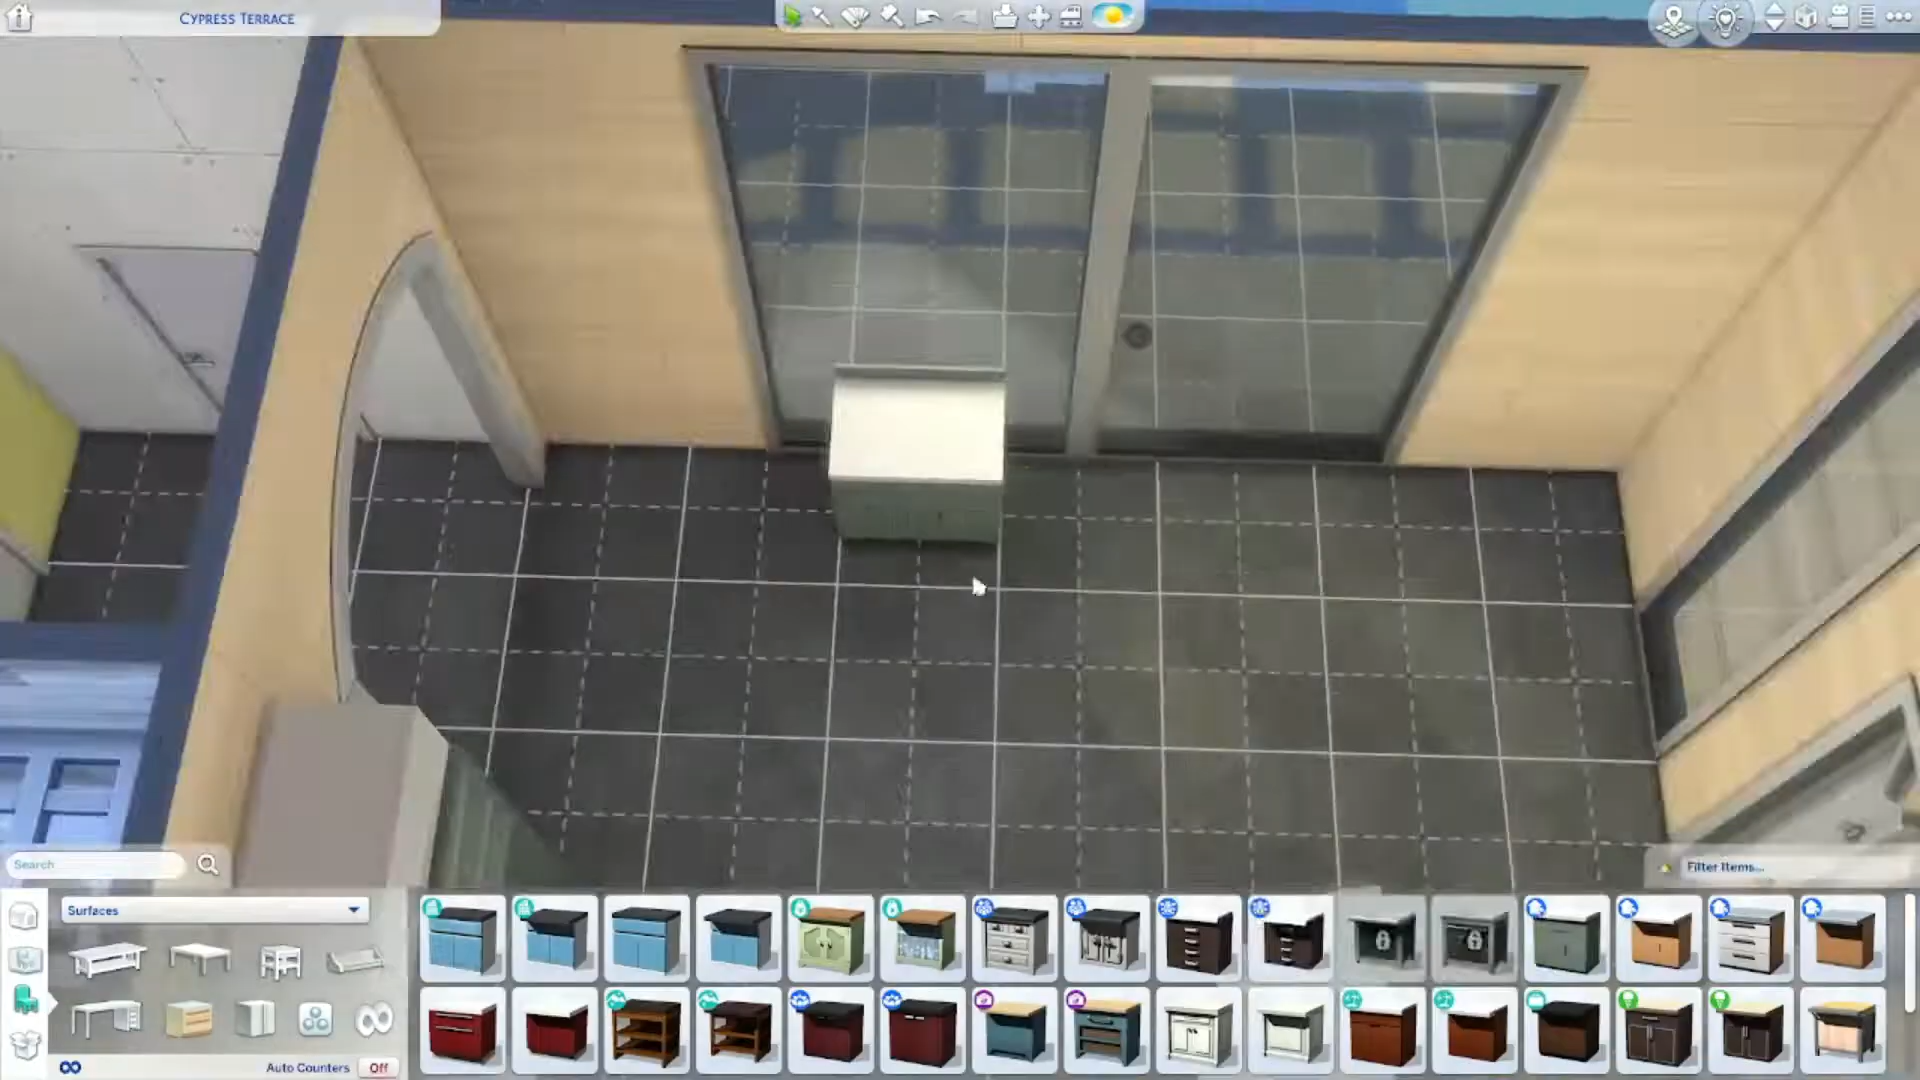 CYPRESS TERRACE
Search
Filter Items...
Surfaces
Auto Counters Off